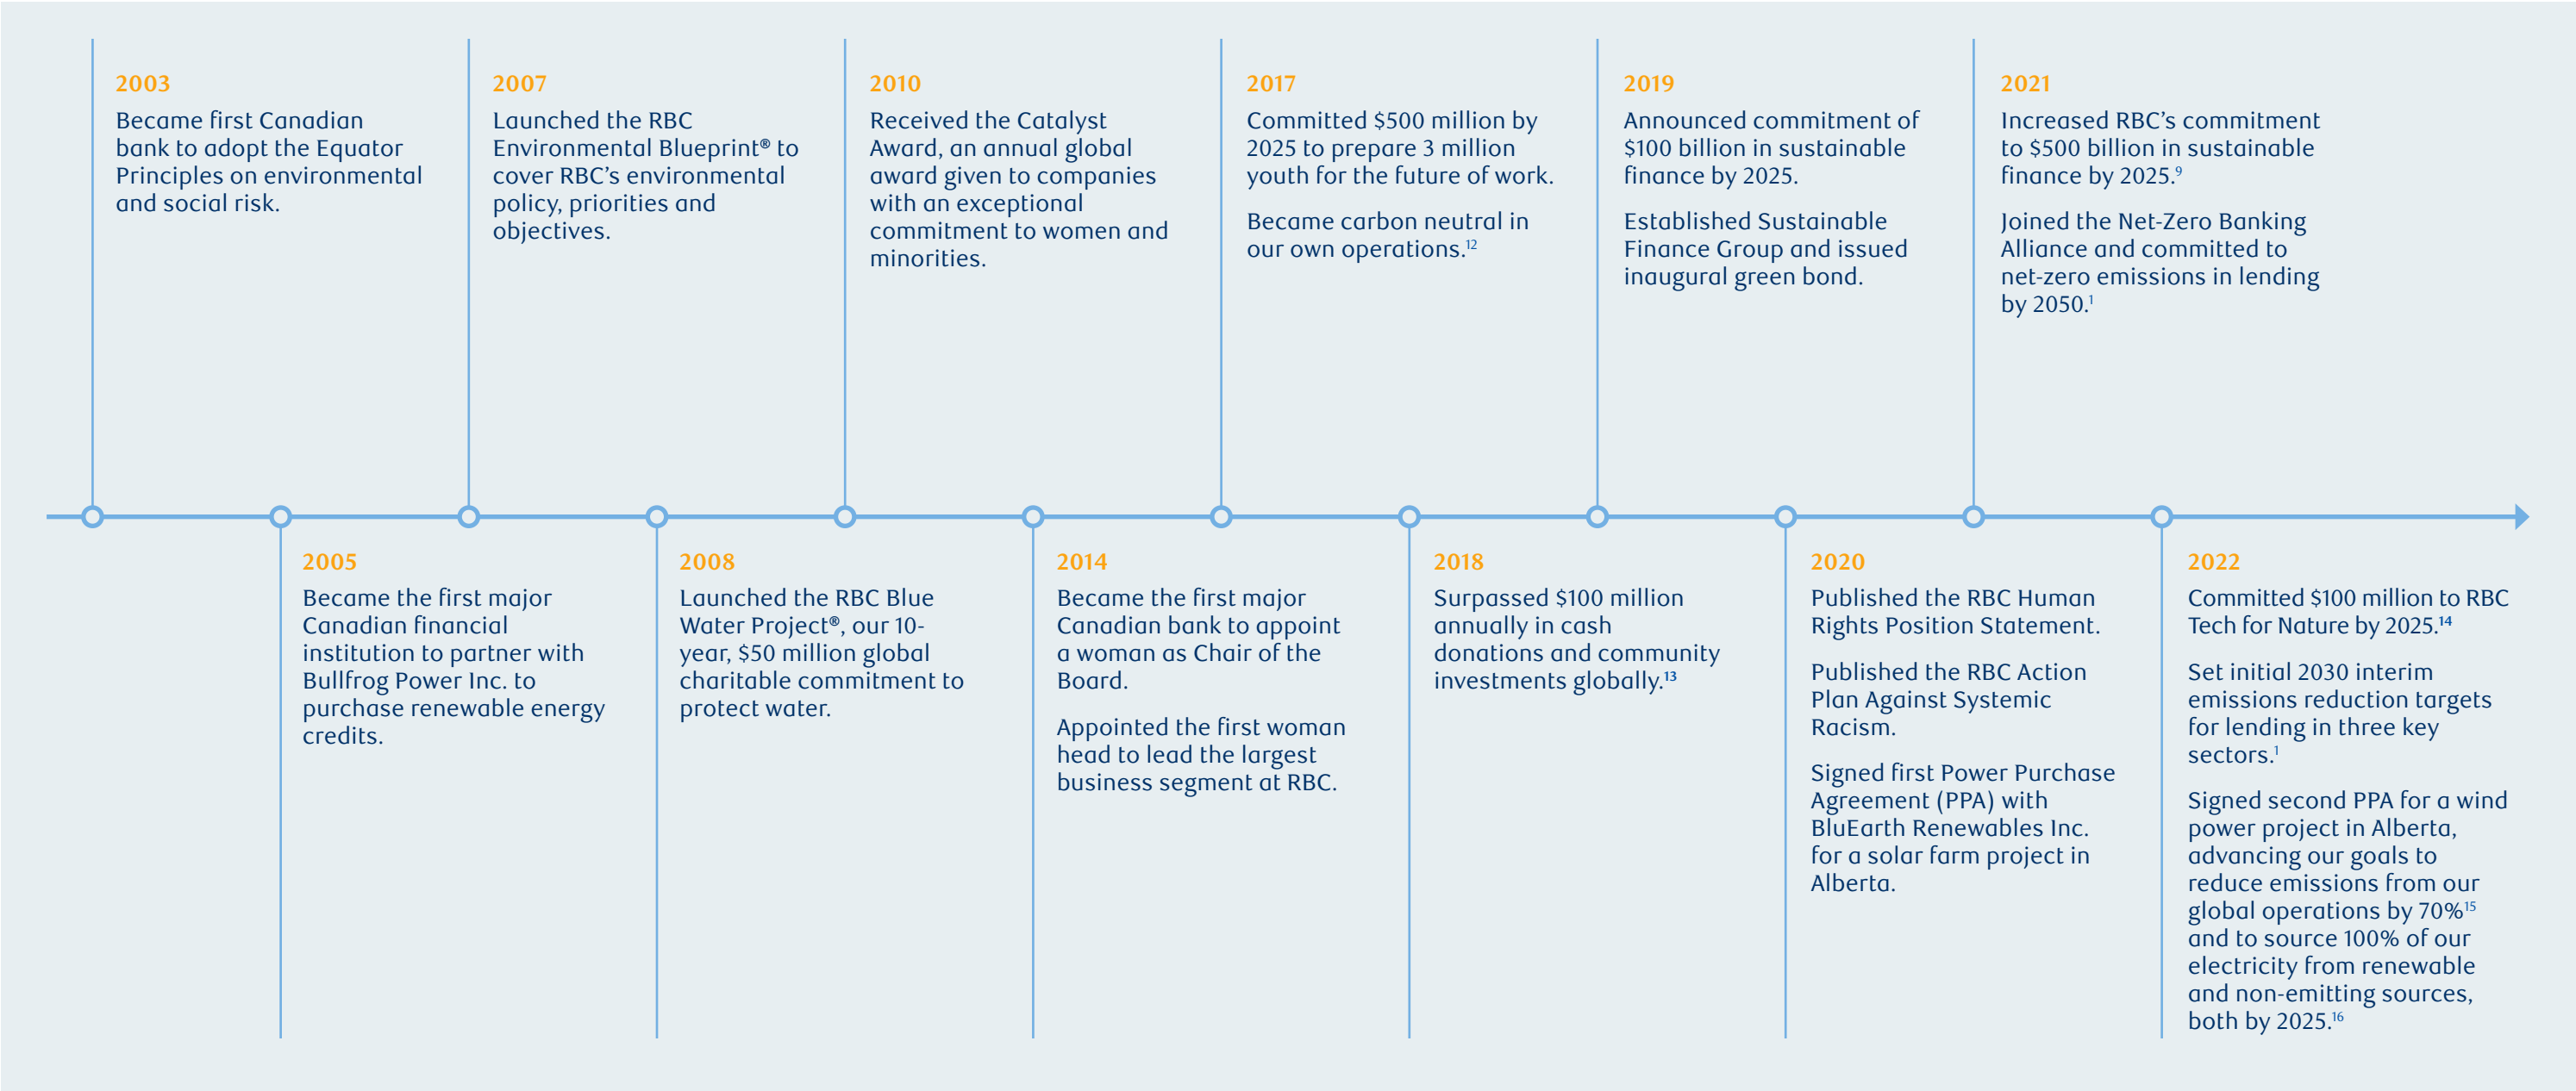 2003
Became first Canadian
bank to adopt the Equator
Principles on environmental
and social risk.
2005
Became the first major
Canadian financial
institution to partner with
Bullfrog Power Inc. to
purchase renewable energy
credits.
2007
Launched the RBC
Environmental Blueprint® to
cover RBC’s environmental
policy, priorities and
objectives.
2008
Launched the RBC Blue
Water Project®, our 10-
year, $50 million global
charitable commitment to
protect water.
2010
Received the Catalyst
Award, an annual global
award given to companies
with an exceptional
commitment to women and
minorities.
2014
Became the first major
Canadian bank to appoint
a woman as Chair of the
Board.
Appointed the first woman
head to lead the largest
business segment at RBC.
2017
Committed $500 million by
2025 to prepare 3 million
youth for the future of work.
Became carbon neutral in
our own operations.¹²
2018
Surpassed $100 million
annually in cash
donations and community
investments globally.¹³
2019
Announced commitment of
$100 billion in sustainable
finance by 2025.
Established Sustainable
Finance Group and issued
inaugural green bond.
2020
Published the RBC Human
Rights Position Statement.
Published the RBC Action
Plan Against Systemic
Racism.
Signed first Power Purchase
Agreement (PPA) with
BluEarth Renewables Inc.
for a solar farm project in
Alberta.
2021
Increased RBC’s commitment
to $500 billion in sustainable
finance by 2025.⁹
Joined the Net-Zero Banking
Alliance and committed to
net-zero emissions in lending
by 2050.¹
2022
Committed $100 million to RBC
Tech for Nature by 2025.¹⁴
Set initial 2030 interim
emissions reduction targets
for lending in three key
sectors.¹
Signed second PPA for a wind
power project in Alberta,
advancing our goals to
reduce emissions from our
global operations by 70%¹⁵
and to source 100% of our
electricity from renewable
and non-emitting sources,
both by 2025.¹⁶